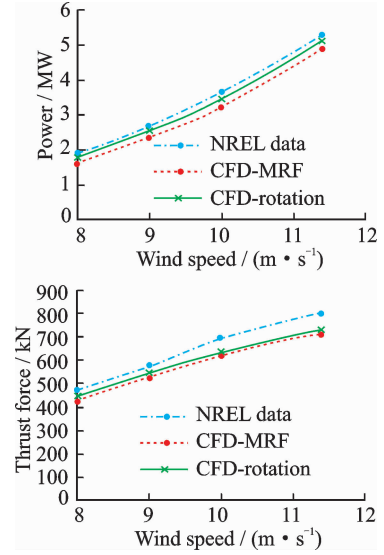 6
5
4
3
2
1
0
Power / MW
NREL data
CFD-MRF
CFD-rotation
8 9 10 11 12
Wind speed / (m • s⁻¹)
900
800
700
600
500
400
300
200
100
0
Thrust force / kN
NREL data
CFD-MRF
CFD-rotation
8 9 10 11 12
Wind speed / (m • s⁻¹)